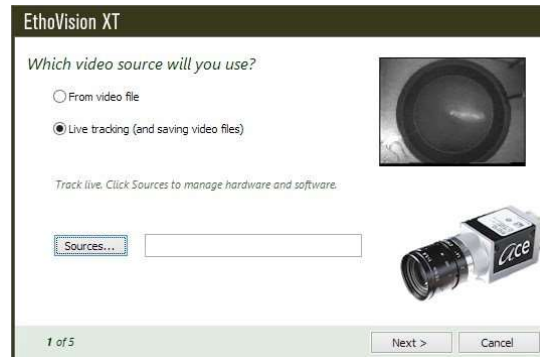 EthoVision XT
Which video source will you use?
From video file
Live tracking (and saving video files)
Track live. Click Sources to manage hardware and software.
Sources...
ace
1 of 5
Next >
Cancel